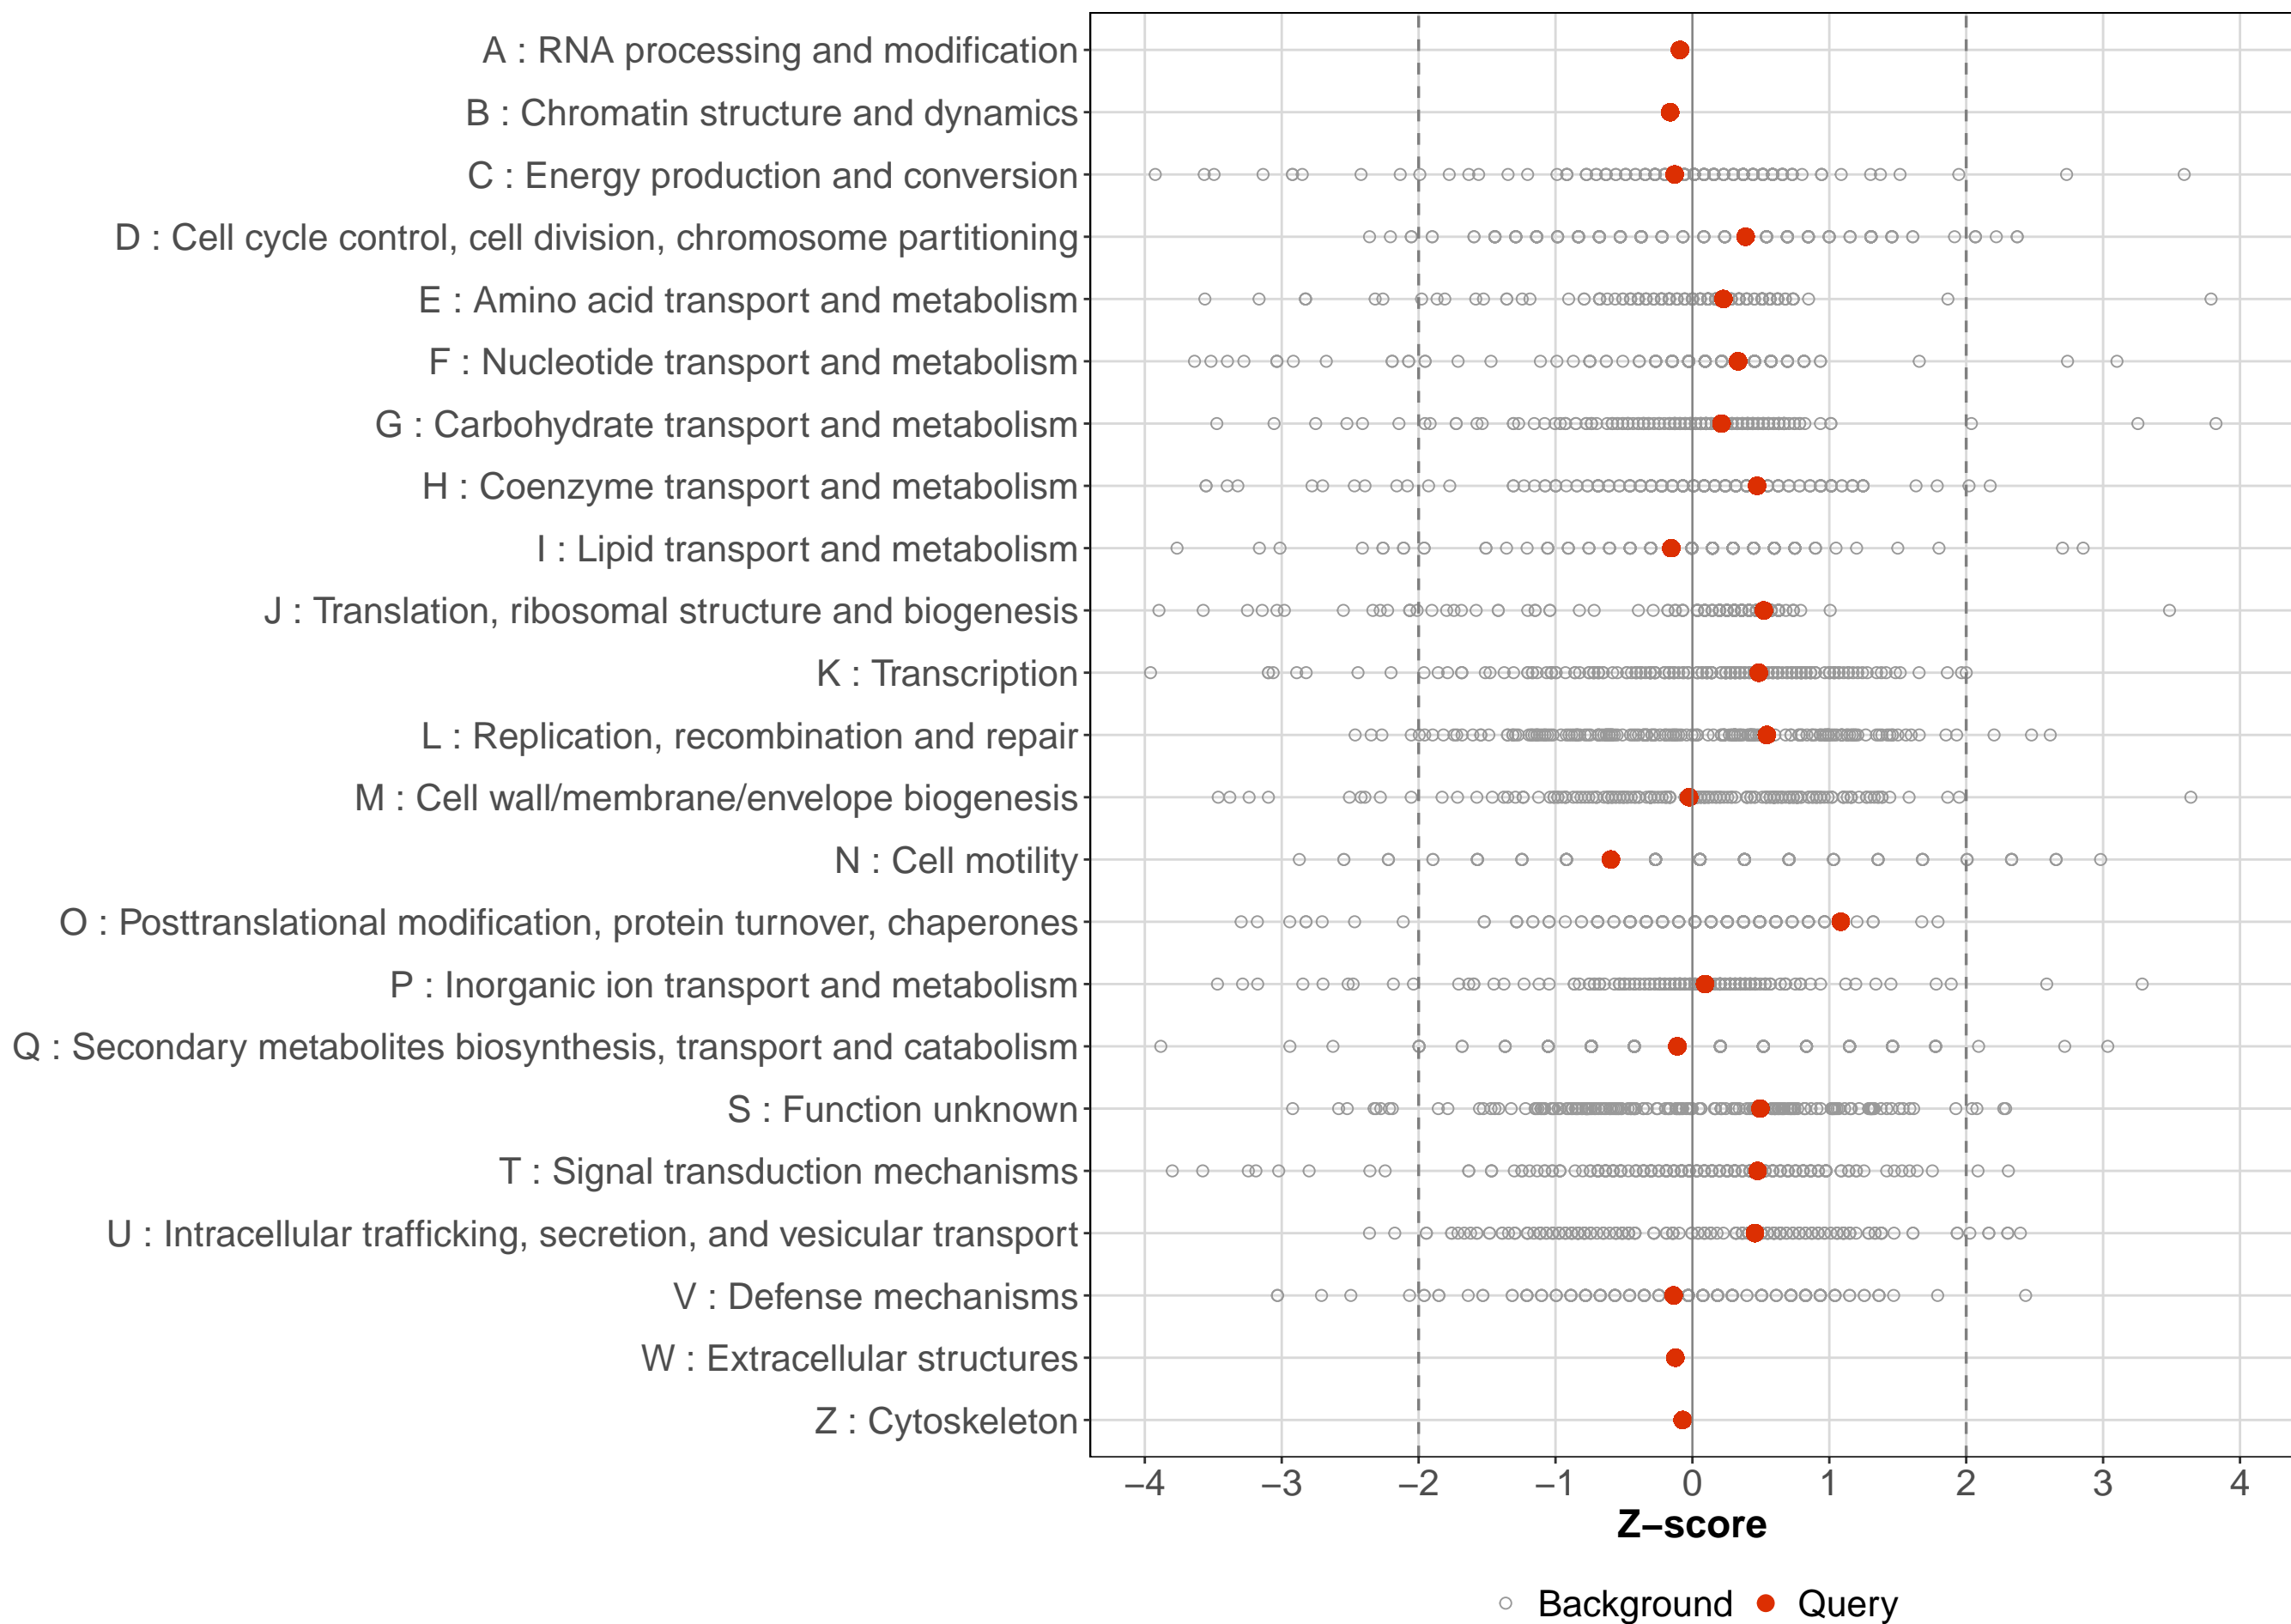 A : RNA processing and modification
B : Chromatin structure and dynamics
C : Energy production and conversion
D : Cell cycle control, cell division, chromosome partitioning
E : Amino acid transport and metabolism
F : Nucleotide transport and metabolism
G : Carbohydrate transport and metabolism
H : Coenzyme transport and metabolism
I : Lipid transport and metabolism
J : Translation, ribosomal structure and biogenesis
K : Transcription
L : Replication, recombination and repair
M : Cell wall/membrane/envelope biogenesis
N : Cell motility
O : Posttranslational modification, protein turnover, chaperones
P : Inorganic ion transport and metabolism
Q : Secondary metabolites biosynthesis, transport and catabolism
S : Function unknown
T : Signal transduction mechanisms
U : Intracellular trafficking, secretion, and vesicular transport
V : Defense mechanisms
W : Extracellular structures
Z : Cytoskeleton
−4 −3 −2 −1 0 1 2 3 4
Z−score
Background Query